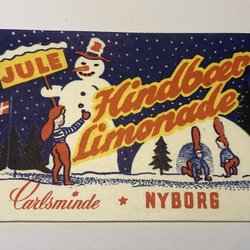 JULE
Hindbær
Limonade
Carlsminde * NYBORG